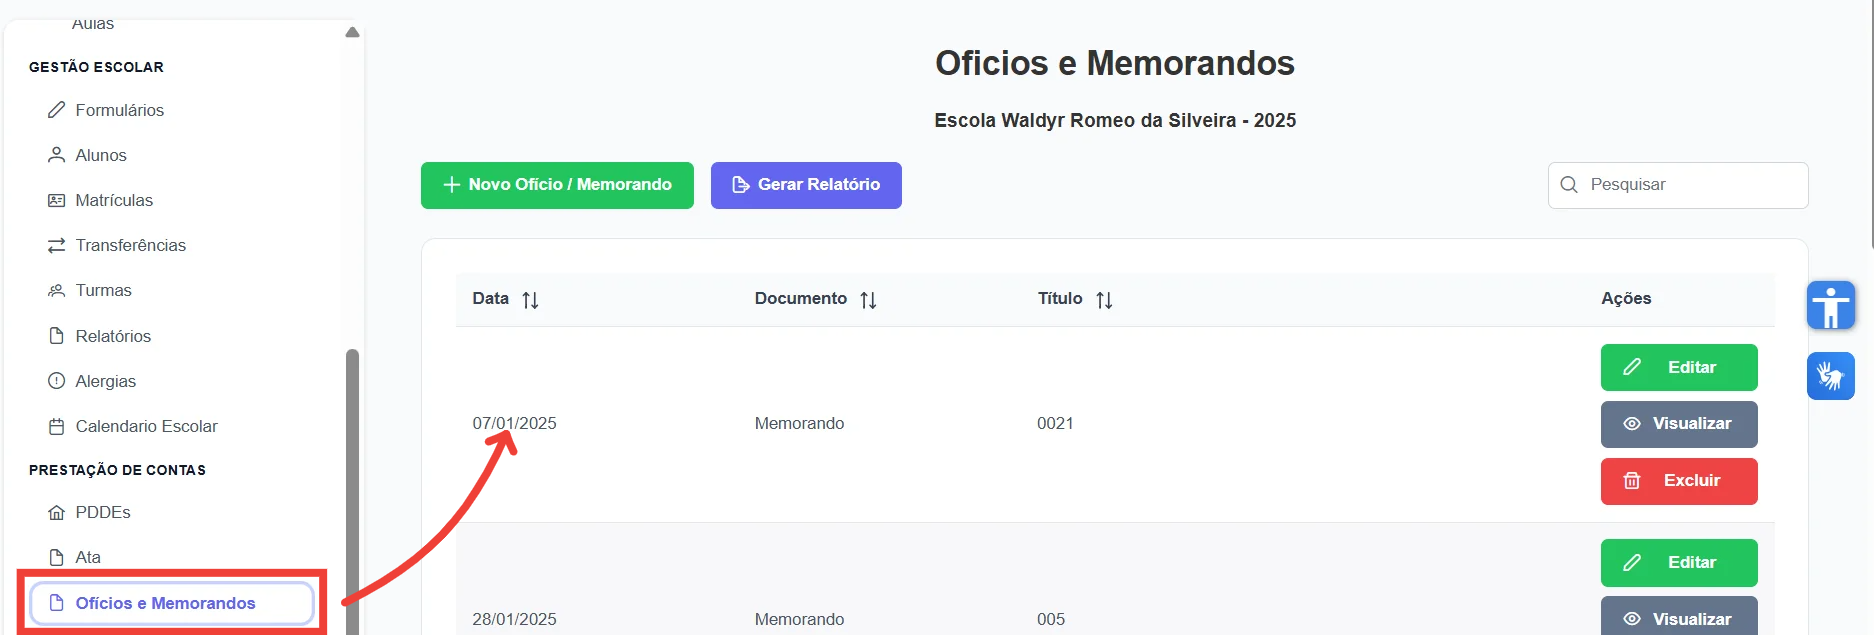 Aulas
GESTÃO ESCOLAR
Formulários
Alunos
Matrículas
Transferências
Turmas
Relatórios
Alergias
Calendario Escolar
PRESTAÇÃO DE CONTAS
PDDEs
Ata
Ofícios e Memorandos
Oficios e Memorandos
Escola Waldyr Romeo da Silveira - 2025
Novo Ofício / Memorando Gerar Relatório Pesquisar
Data Documento Título Ações
Editar
07/01/2025 Memorando 0021 Visualizar
Excluir
Editar
28/01/2025 Memorando 005 Visualizar